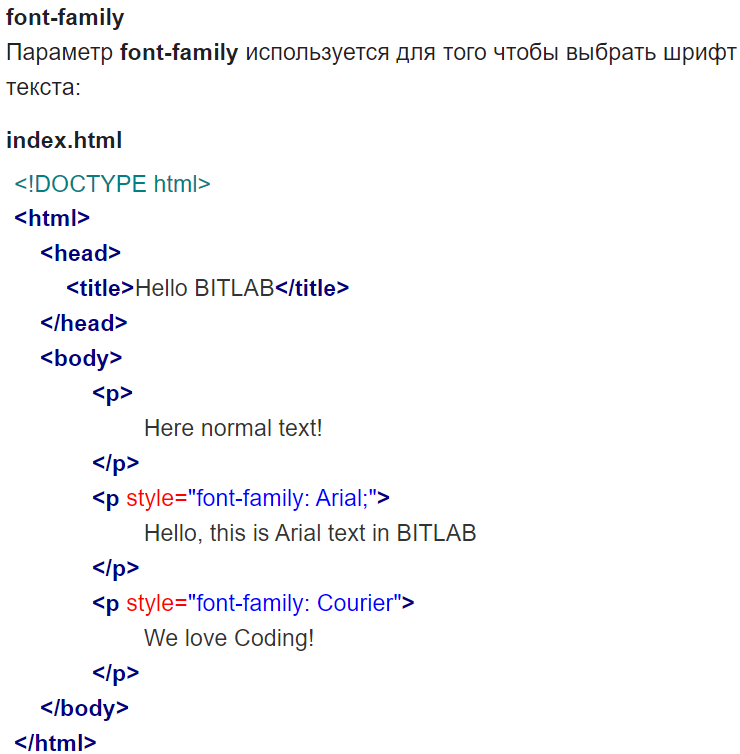 font-family
Параметр font-family используется для того чтобы выбрать шрифт
текста:
index.html
<!DOCTYPE html>
<html>
<head>
<title>Hello BITLAB</title>
</head>
<body>
<p>
Here normal text!
</p>
<p style="font-family: Arial;">
Hello, this is Arial text in BITLAB
</p>
<p style="font-family: Courier">
We love Coding!
</p>
</body>
</html>